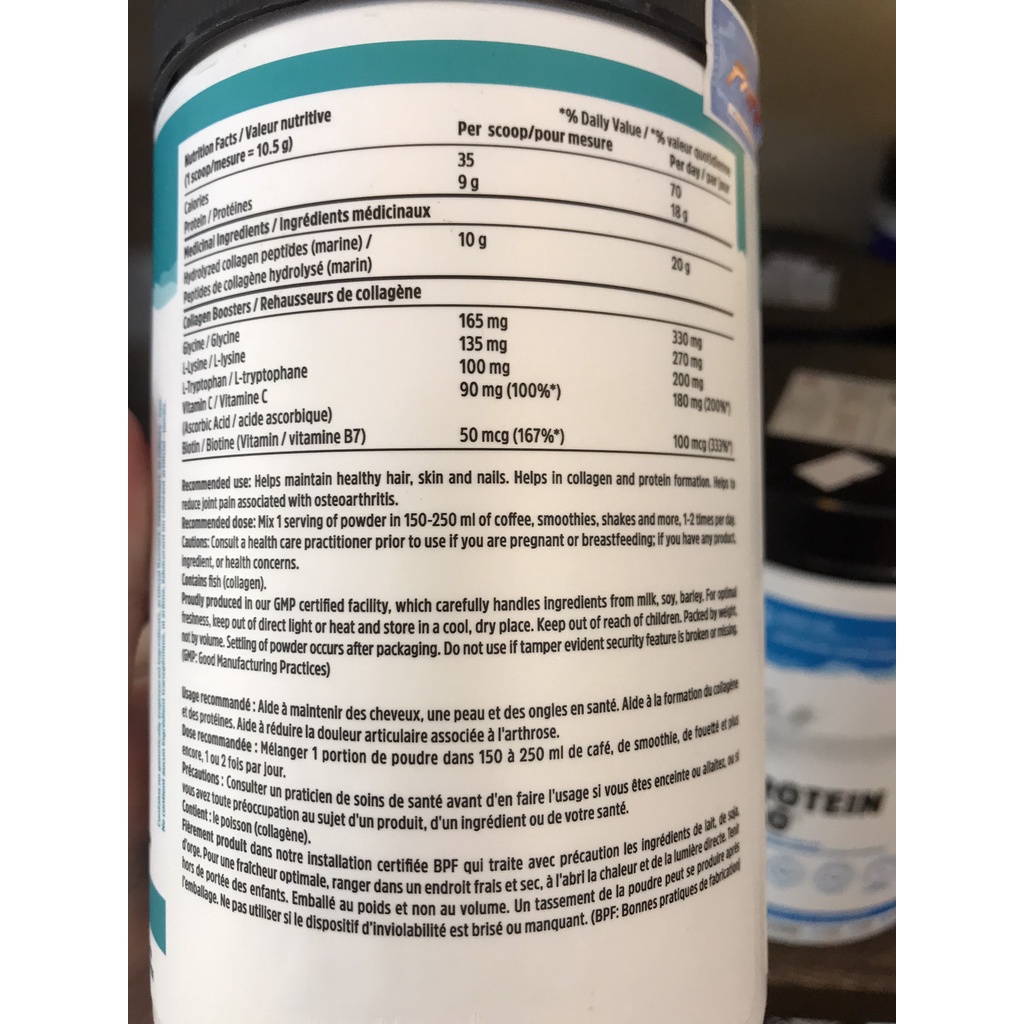 Nutrition Facts / Valeur nutritive
(1 scoop/mesure = 10.5 g)
*% Daily Value / *% valeur quotidienne
Per scoop/pour mesure Per day / par jour
Calories 35 70
Protein / Protéines 9 g 18 g
Medicinal Ingredients / Ingrédients médicinaux
Hydrolyzed collagen peptides (marine) / 10 g 20 g
Peptides de collagène hydrolysé (marin)
Collagen Boosters / Rehausseurs de collagène
Glycine / Glycine 165 mg 330 mg
L-Lysine / L-lysine 135 mg 270 mg
L-Tryptophan / L-tryptophane 100 mg 200 mg
Vitamin C / Vitamine C 90 mg (100%*) 180 mg (200%*)
(Ascorbic Acid / acide ascorbique)
Biotin / Biotine (Vitamin / vitamine B7) 50 mcg (167%*) 100 mcg (333%*)
Recommended use: Helps maintain healthy hair, skin and nails. Helps in collagen and protein formation. Helps to
reduce joint pain associated with osteoarthritis.
Recommended dose: Mix 1 serving of powder in 150-250 ml of coffee, smoothies, shakes and more, 1-2 times per day.
Cautions: Consult a health care practitioner prior to use if you are pregnant or breastfeeding; if you have any product,
ingredient, or health concerns.
Contains fish (collagen).
Proudly produced in our GMP certified facility, which carefully handles ingredients from milk, soy, barley. For optimal
freshness, keep out of direct light or heat and store in a cool, dry place. Keep out of reach of children. Packed by weight,
not by volume. Settling of powder occurs after packaging. Do not use if tamper evident security feature is broken or missing.
(GMP: Good Manufacturing Practices)
Usage recommandé : Aide à maintenir des cheveux, une peau et des ongles en santé. Aide à la formation du collagène
et des protéines. Aide à réduire la douleur articulaire associée à l'arthrose.
Dose recommandée : Mélanger 1 portion de poudre dans 150 à 250 ml de café, de smoothie, de fouetté et plus
encore, 1 ou 2 fois par jour.
Précautions : Consulter un praticien de soins de santé avant d'en faire l'usage si vous êtes enceinte ou allaitez, ou si
vous avez toute préoccupation au sujet d'un produit, d'un ingrédient ou de votre santé.
Contient : le poisson (collagène).
Fièrement produit dans notre installation certifiée BPF qui traite avec précaution les ingrédients de lait, de soja,
d'orge. Pour une fraîcheur optimale, ranger dans un endroit frais et sec, à l'abri la chaleur et de la lumière directe. Tenir
hors de portée des enfants. Emballé au poids et non au volume. Un tassement de la poudre peut se produire après
l'emballage. Ne pas utiliser si le dispositif d'inviolabilité est brisé ou manquant. (BPF: Bonnes pratiques de fabrication)
OTEIN